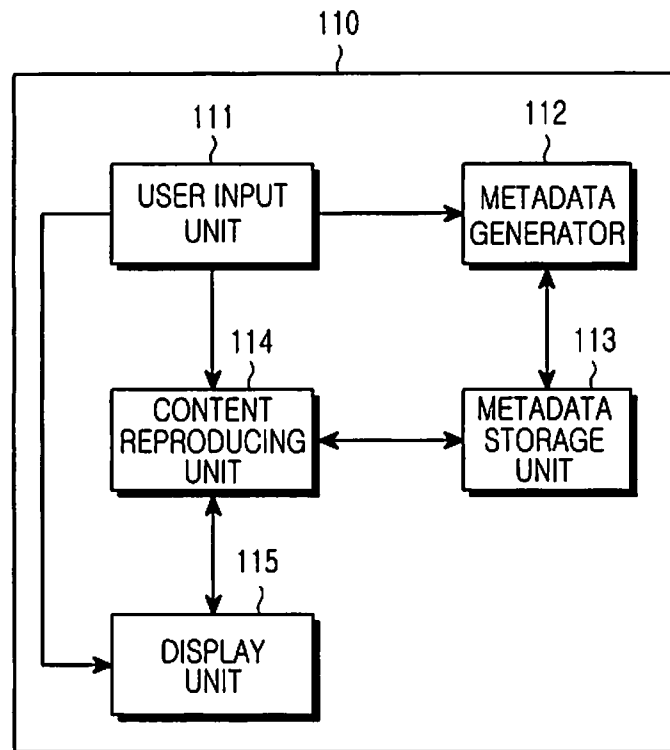 110
111
USER INPUT
UNIT
112
METADATA
GENERATOR
114
CONTENT
REPRODUCING
UNIT
113
METADATA
STORAGE
UNIT
115
DISPLAY
UNIT